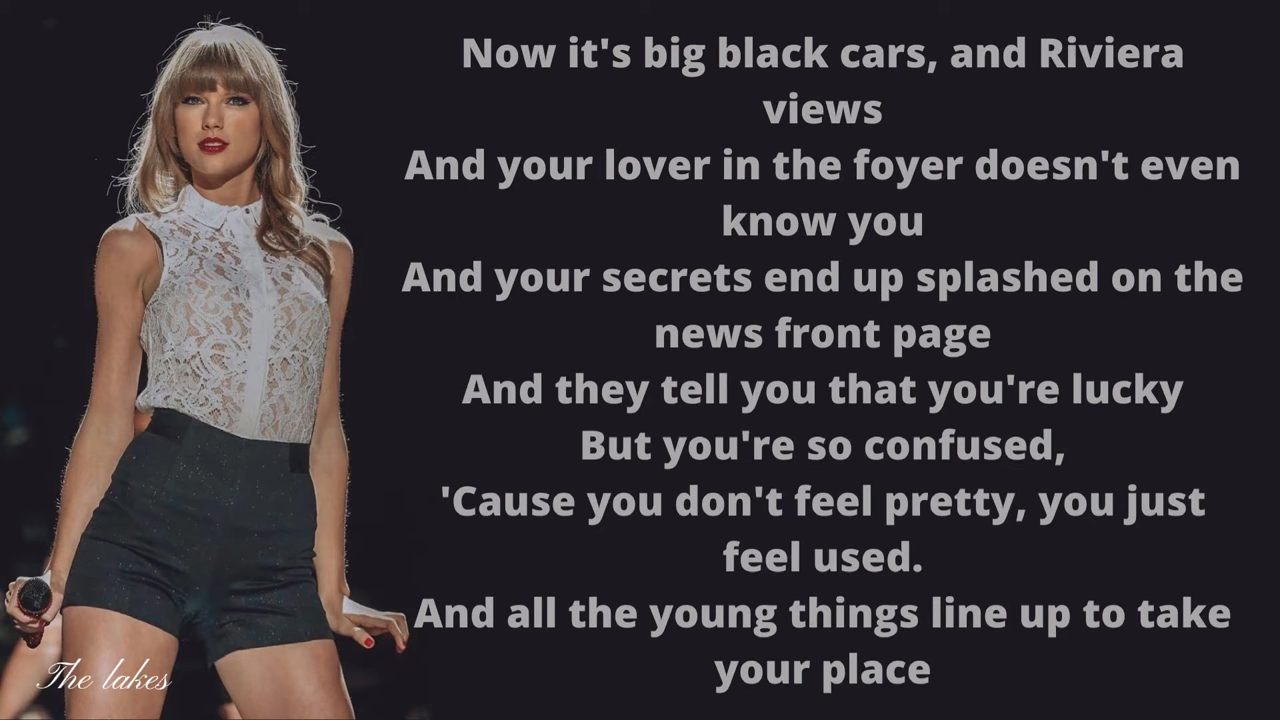 Now it's big black cars, and Riviera
views
And your lover in the foyer doesn't even
know you
And your secrets end up splashed on the
news front page
And they tell you that you're lucky
But you're so confused,
'Cause you don't feel pretty, you just
feel used.
And all the young things line up to take
your place
The lakes